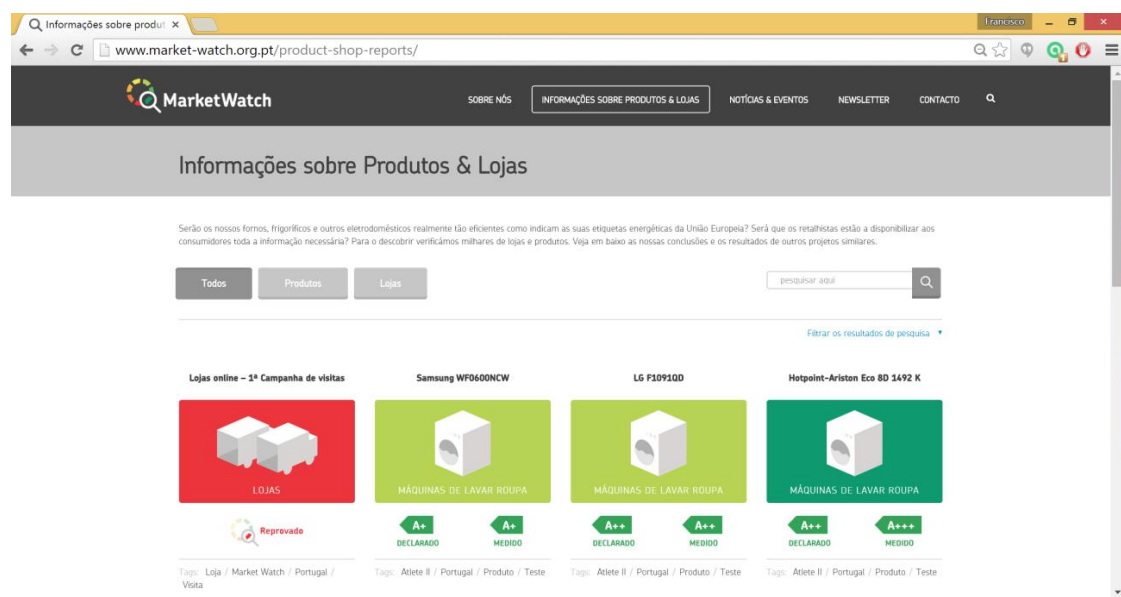 Informações sobre produt
Francisco
www.market-watch.org.pt/product-shop-reports/
MarketWatch
SOBRE NÓS
INFORMAÇÕES SOBRE PRODUTOS & LOJAS
NOTÍCIAS & EVENTOS
NEWSLETTER
CONTACTO
Informações sobre Produtos & Lojas
Serão os nossos fornos, frigoríficos e outros eletrodomésticos realmente tão eficientes como indicam as suas etiquetas energéticas da União Europeia? Será que os retalhistas estão a disponibilizar aos
consumidores toda a informação necessária? Para o descobrir verificámos milhares de lojas e produtos. Veja em baixo as nossas conclusões e os resultados de outros projetos similares.
Todos
Produtos
Lojas
pesquisar aqui
Filtrar os resultados de pesquisa
Lojas online – 1ª Campanha de visitas
Samsung WF0600NCW
LG F1091QD
Hotpoint-Ariston Eco 8D 1492 K
LOJAS
MÁQUINAS DE LAVAR ROUPA
MÁQUINAS DE LAVAR ROUPA
MÁQUINAS DE LAVAR ROUPA
Reprovado
A+
DECLARADO
A+
MEDIDO
A++
DECLARADO
A++
MEDIDO
A++
DECLARADO
A+++
MEDIDO
Tags: Loja / Market Watch / Portugal /
Visita
Tags: Atlete II / Portugal / Produto / Teste
Tags: Atlete II / Portugal / Produto / Teste
Tags: Atlete II / Portugal / Produto / Teste